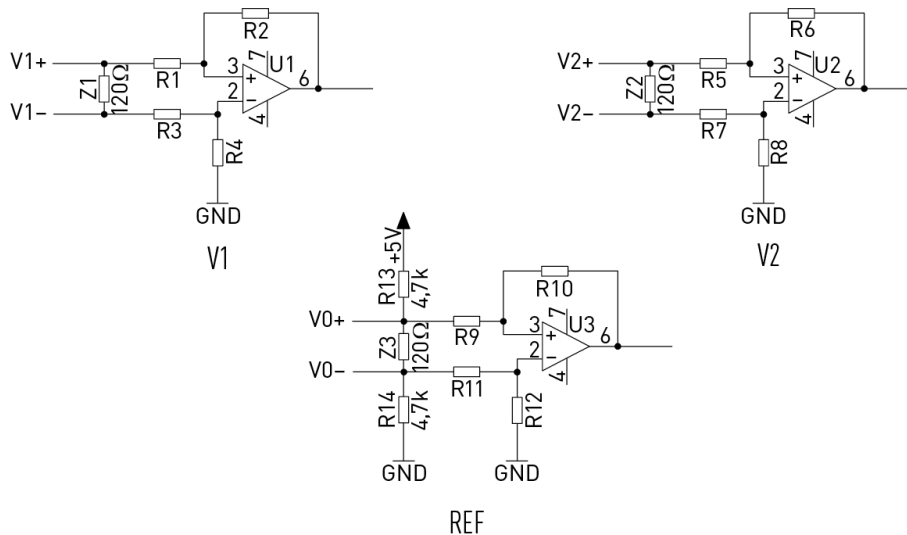 R2
V1+
R1
3
+
7
U1
6
Z1
120Ω
2
−
4
V1−
R3
R4
GND
V1
R6
V2+
R5
3
+
7
U2
6
Z2
120Ω
2
−
4
V2−
R7
R8
GND
V2
+5V
R13
4,7k
R10
V0+
R9
3
+
7
U3
6
Z3
120Ω
2
−
4
V0−
R11
R14
4,7k
R12
GND
GND
REF